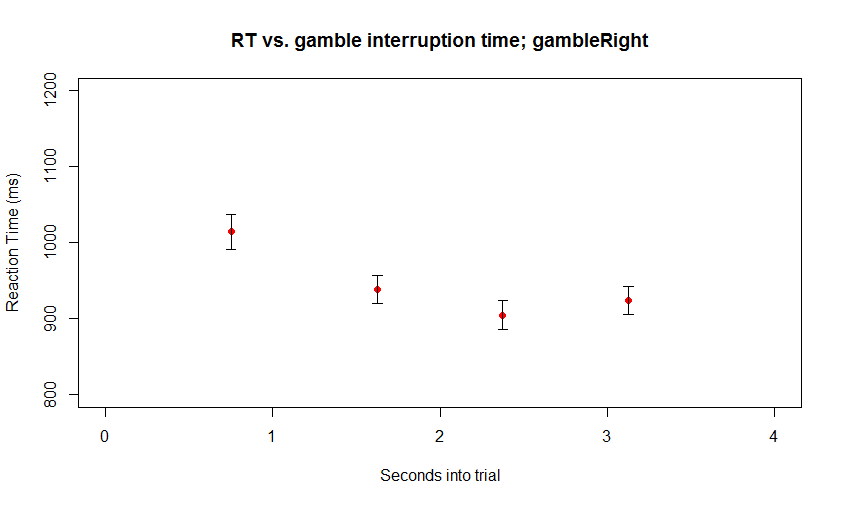 RT vs. gamble interruption time; gambleRight
Reaction Time (ms)
1200
1100
1000
900
800
0 1 2 3 4
Seconds into trial